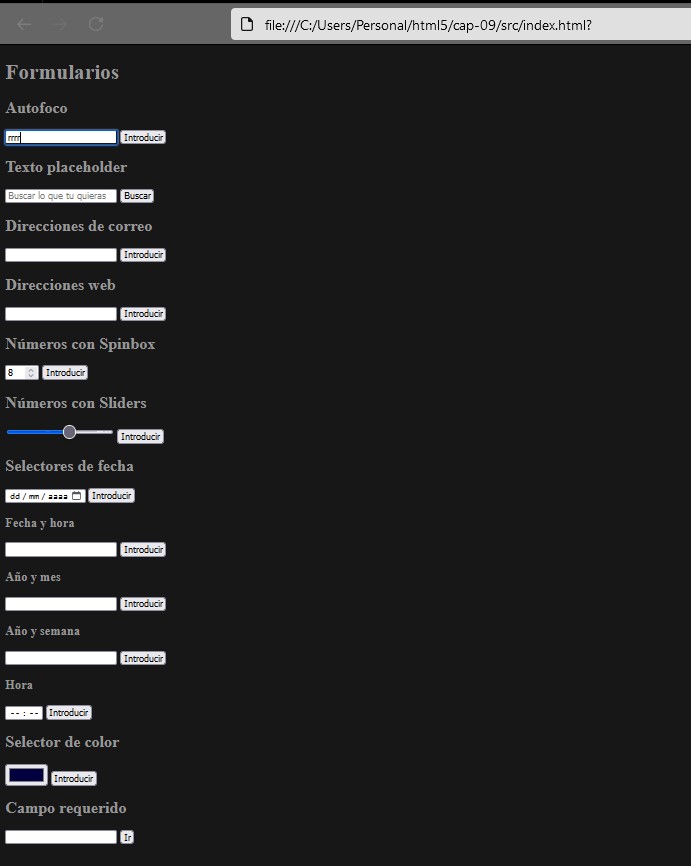 file:///C:/Users/Personal/html5/cap-09/src/index.html?
Formularios
Autofoco
rrrr Introducir
Texto placeholder
Buscar lo que tu quieras Buscar
Direcciones de correo
Introducir
Direcciones web
Introducir
Números con Spinbox
8 Introducir
Números con Sliders
Introducir
Selectores de fecha
dd / mm / aaaa Introducir
Fecha y hora
Introducir
Año y mes
Introducir
Año y semana
Introducir
Hora
-- : -- Introducir
Selector de color
Introducir
Campo requerido
Ir